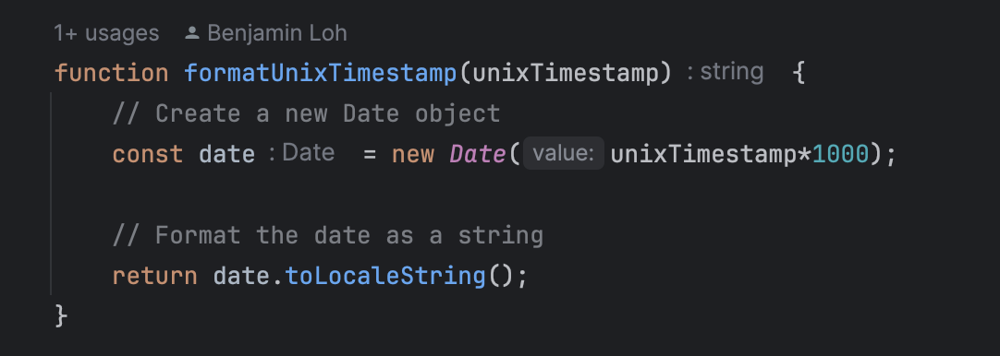 1+ usages Benjamin Loh
function formatUnixTimestamp(unixTimestamp) : string {
// Create a new Date object
const date : Date = new Date( value: unixTimestamp*1000);
// Format the date as a string
return date.toLocaleString();
}